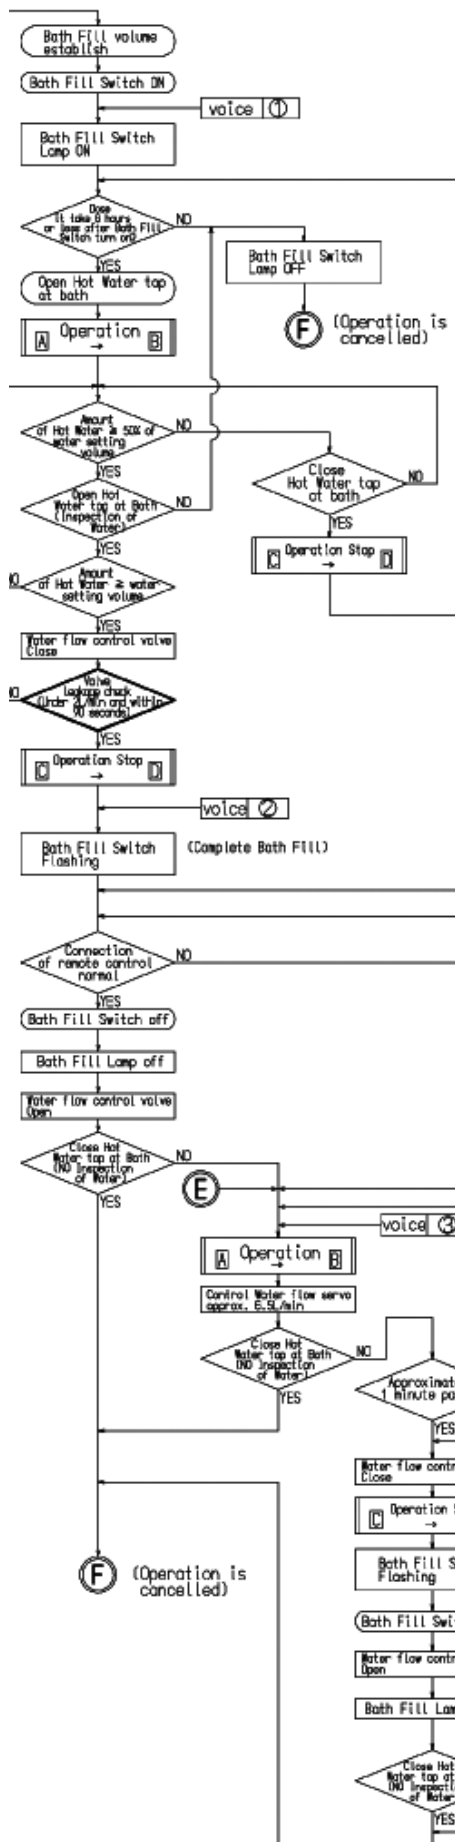 Bath Fill volume
establish
Bath Fill Switch ON
voice ①
Bath Fill Switch
Lamp ON
Dose
it take 6 hours
or less after Bath Fill
Switch turn on?
NO
YES
Bath Fill Switch
Lamp OFF
Open Hot Water tap
at bath
F (Operation is
cancelled)
A Operation → B
Amount
of Hot Water ≧ 50% of
water setting
volume
NO
YES
Close
Hot Water tap
at bath
NO
YES
Open Hot
Water tap at Bath
(Inspection of
Water)
NO
YES
C Operation Stop → D
Amount
of Hot Water ≧ water
setting volume
NO
YES
Water flow control valve
Close
Valve
leakage check
(Under 2L/min and within
90 seconds)
NO
YES
C Operation Stop → D
voice ②
Bath Fill Switch
Flashing
(Complete Bath Fill)
Connection
of remote control
normal
NO
YES
Bath Fill Switch off
Bath Fill Lamp off
Water flow control valve
Open
Close Hot
Water tap at Bath
(NO Inspection
of Water)
NO
YES
E
voice ③
A Operation → B
Control Water flow servo
approx. 6.5L/min
Close Hot
Water tap at Bath
(NO Inspection
of Water)
NO
YES
Approximate
1 minute pa
YES
Water flow contr
Close
C Operation S
→
Bath Fill S
Flashing
Bath Fill Swit
Water flow contr
Open
Bath Fill Lam
Close Hot
Water tap at
(NO Inspecti
of Water
YES
F (Operation is
cancelled)